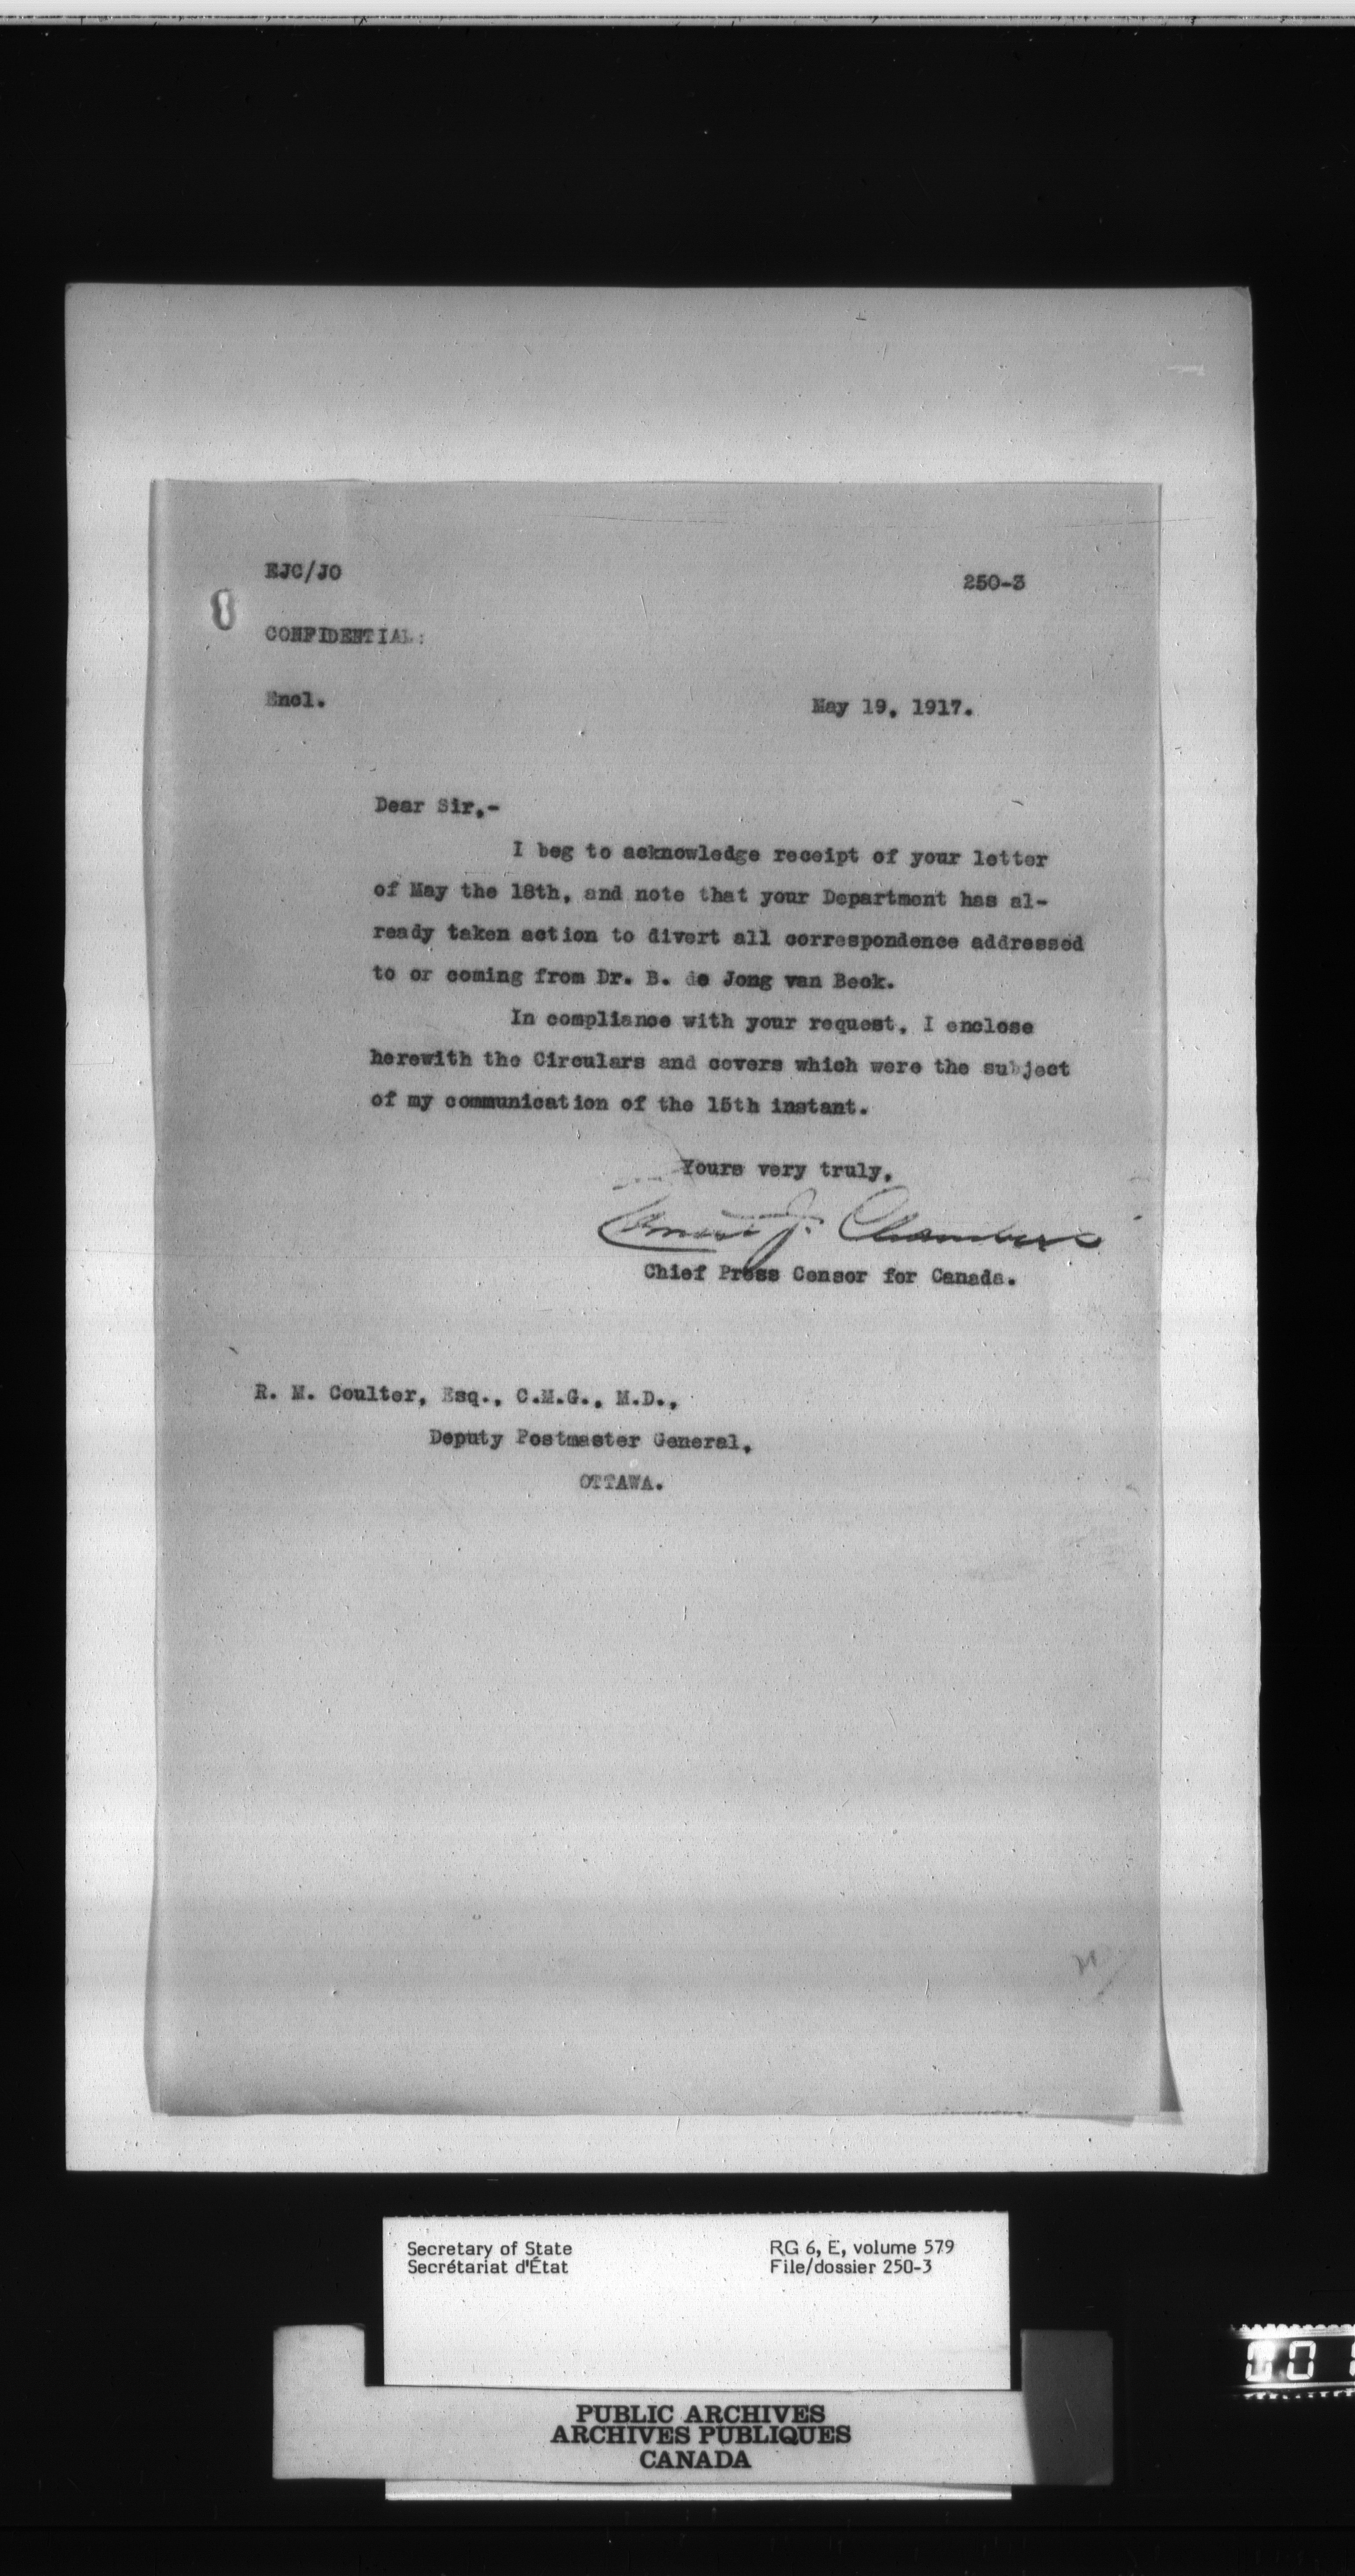 EJC/JO
250-3
CONFIDENTIAL:
Encl.
May 19, 1917.
Dear Sir,-
I beg to acknowledge receipt of your letter
of May the 18th, and note that your Department has al-
ready taken action to divert all correspondence addressed
to or coming from Dr. B. de Jong van Beek.
In compliance with your request, I enclose
herewith the Circulars and covers which were the subject
of my communication of the 15th instant.
Yours very truly,
Ernest J. Chambers
Chief Press Censor for Canada.
R. M. Coulter, Esq., C.M.G., M.D.,
Deputy Postmaster General,
OTTAWA.
Secretary of State
Secrétariat d'État
RG 6, E, volume 579
File/dossier 250-3
PUBLIC ARCHIVES
ARCHIVES PUBLIQUES
CANADA